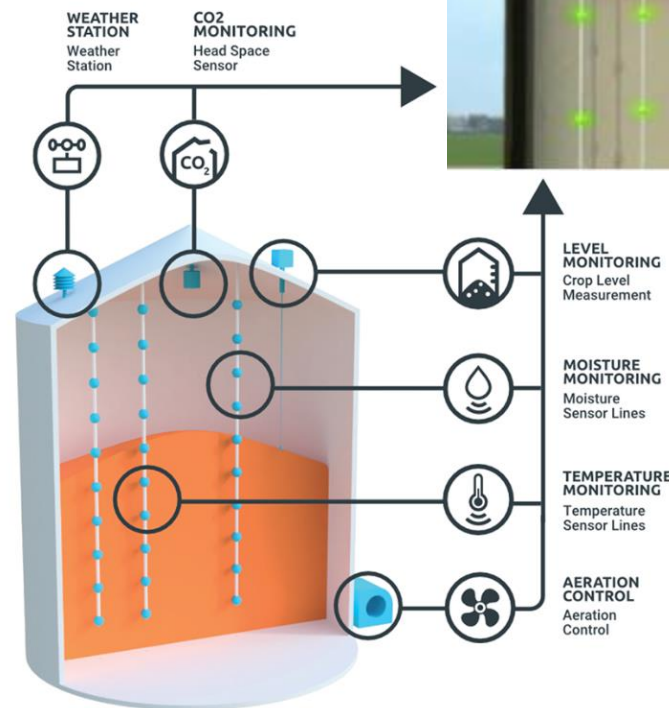 WEATHER
STATION
Weather
Station
CO2
MONITORING
Head Space
Sensor
CO2
LEVEL
MONITORING
Crop Level
Measurement
MOISTURE
MONITORING
Moisture
Sensor Lines
TEMPERATURE
MONITORING
Temperature
Sensor Lines
AERATION
CONTROL
Aeration
Control